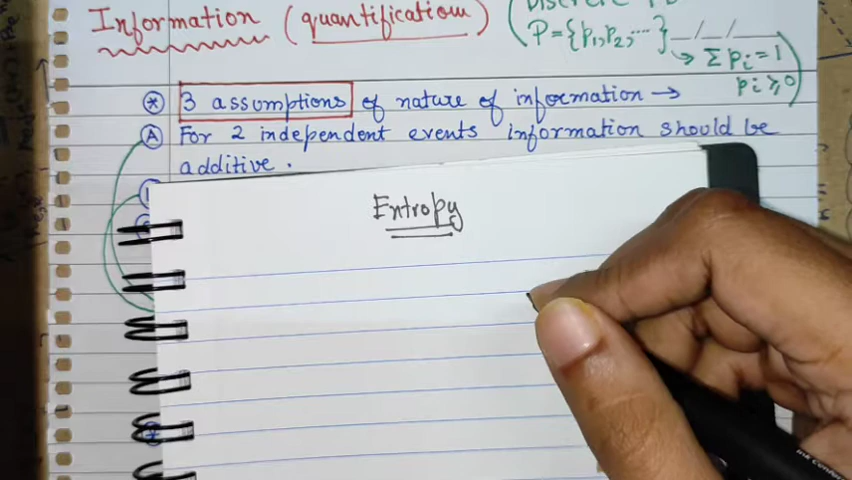 Information (quantification)
P = {p1, p2, ...} _/_/___
→ Σ pi = 1
pi ≥ 0
* 3 assumptions of nature of information →
A For 2 independent events information should be
additive.
Entropy